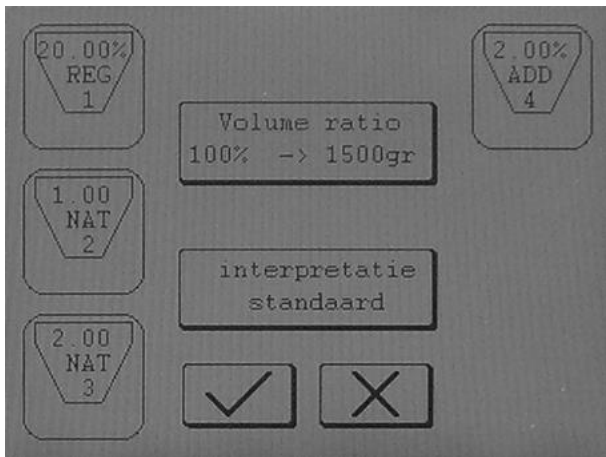 20.00%
REG
1
2.00%
ADD
4
Volume ratio
100% -> 1500gr
1.00
NAT
2
interpretatie
standaard
2.00
NAT
3